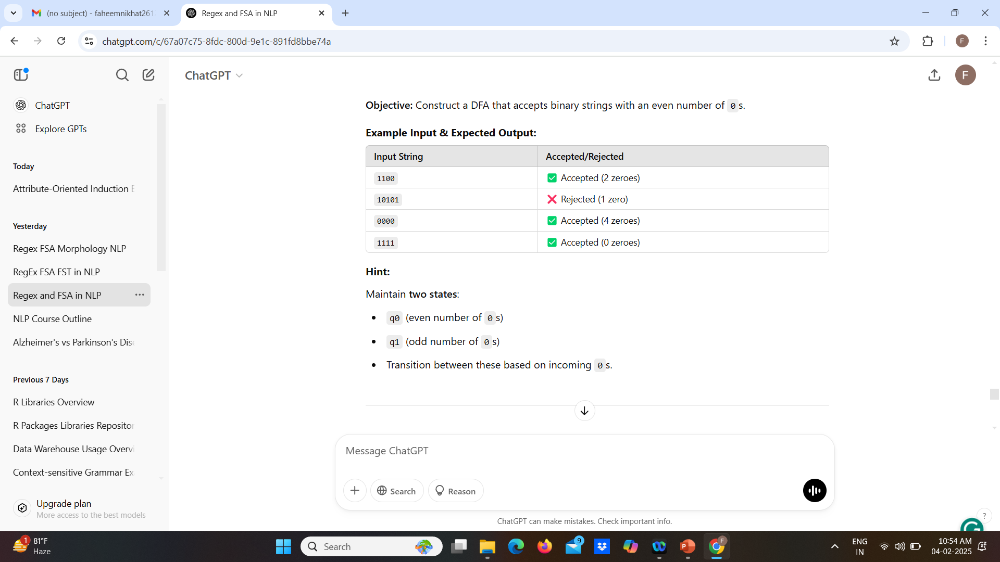 (no subject) - faheemnikhat261
Regex and FSA in NLP
chatgpt.com/c/67a07c75-8fdc-800d-9e1c-891fd8bbe74a
F
ChatGPT
F
ChatGPT
Explore GPTs
Today
Attribute-Oriented Induction E
Yesterday
Regex FSA Morphology NLP
RegEx FSA FST in NLP
Regex and FSA in NLP
NLP Course Outline
Alzheimer's vs Parkinson's Dise
Previous 7 Days
R Libraries Overview
R Packages Libraries Repositor
Data Warehouse Usage Overvi
Context-sensitive Grammar Ex
Upgrade plan
More access to the best models
Objective: Construct a DFA that accepts binary strings with an even number of 0 s.
Example Input & Expected Output:
Input String Accepted/Rejected
1100 ✅ Accepted (2 zeroes)
10101 ❌ Rejected (1 zero)
0000 ✅ Accepted (4 zeroes)
1111 ✅ Accepted (0 zeroes)
Hint:
Maintain two states:
• q0 (even number of 0 s)
• q1 (odd number of 0 s)
• Transition between these based on incoming 0 s.
Message ChatGPT
Search
Reason
ChatGPT can make mistakes. Check important info.
?
1
81°F
Haze
Search
9
P
F
ENG
IN
10:54 AM
04-02-2025